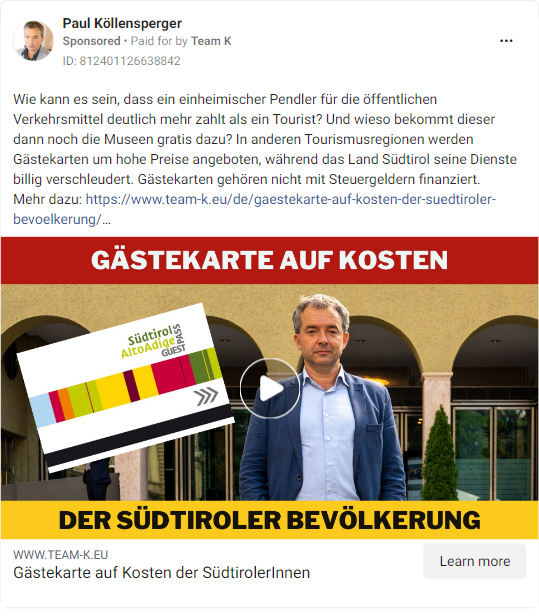 Paul Köllensperger
Sponsored • Paid for by Team K
ID: 812401126638842
Wie kann es sein, dass ein einheimischer Pendler für die öffentlichen
Verkehrsmittel deutlich mehr zahlt als ein Tourist? Und wieso bekommt dieser
dann noch die Museen gratis dazu? In anderen Tourismusregionen werden
Gästekarten um hohe Preise angeboten, während das Land Südtirol seine Dienste
billig verschleudert. Gästekarten gehören nicht mit Steuergeldern finanziert.
Mehr dazu: https://www.team-k.eu/de/gaestekarte-auf-kosten-der-suedtiroler-
bevoelkerung/...
GÄSTEKARTE AUF KOSTEN
Südtirol
AltoAdige
GUESTPASS
DER SÜDTIROLER BEVÖLKERUNG
WWW.TEAM-K.EU
Gästekarte auf Kosten der SüdtirolerInnen
Learn more